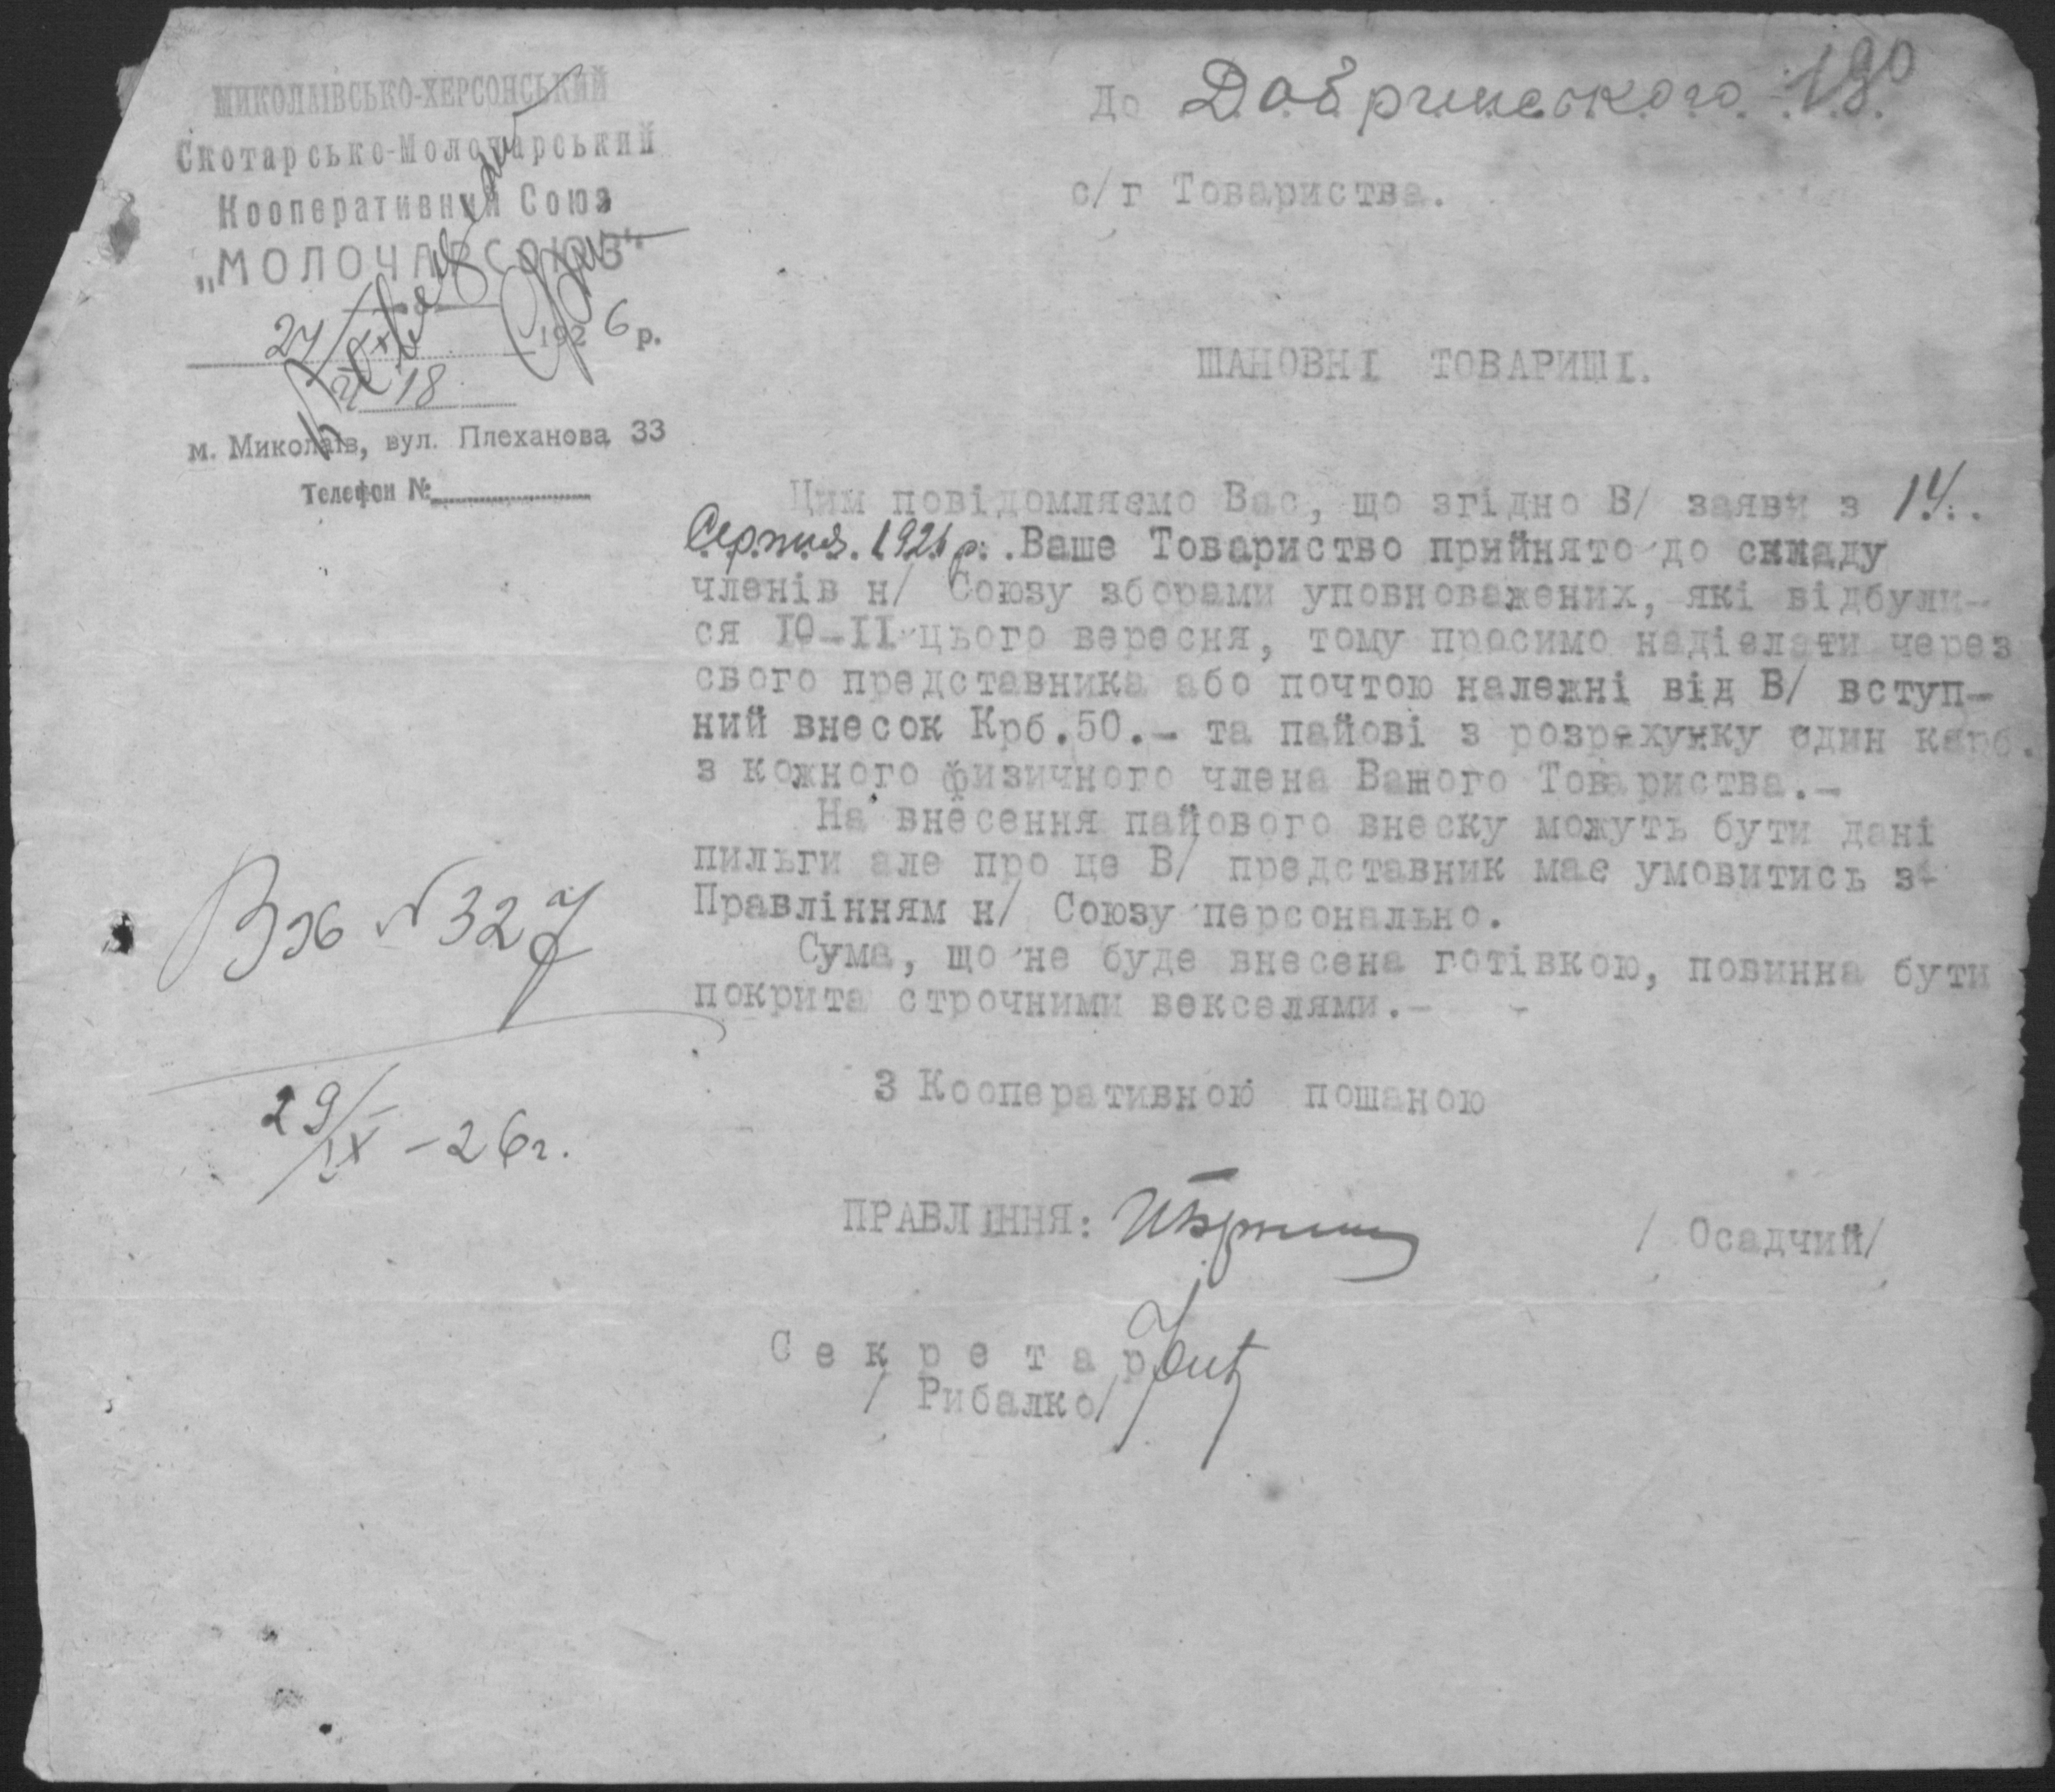 190
МИКОЛАЇВСЬКО-ХЕРСОНСЬКИЙ
Скотарсько-Молочарський
Кооперативний Союз
„МОЛОЧАРСОЮЗ"
27 1926 р.
18
м. Миколаїв, вул. Плеханова 33
Телефон №
До Добринського
с/г Товариства.
ШАНОВНІ ТОВАРИШІ.
Цим повідомляємо Вас, що згідно В/ заяви з 14..
Серпня. 1926 р. .Ваше Товариство прийнято до складу
членів н/ Союзу зборами уповноважених, які відбули-
ся 10-11 цього вересня, тому просимо надіслати через
свого представника або почтою належні від В/ вступ-
ний внесок Крб.50.- та пайові з розрахунку один карб.
з кожного физичного члена Вашого Товариства.-
На внесення пайового внеску можуть бути дані
пильги але про це В/ представник має умовитись з
Правлінням н/ Союзу персонально.
Сума, що не буде внесена готівкою, повинна бути
покрита строчними векселями.-
Вх № 327
29/IX - 26 г.
З Кооперативною пошаною
ПРАВЛІННЯ: / Осадчий/
Секретар
/ Рибалко/